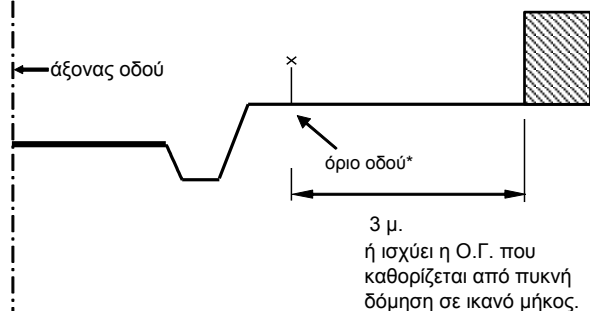 άξονας οδού
x
όριο οδού*
3 μ.
ή ισχύει η Ο.Γ. που
καθορίζεται από πυκνή
δόμηση σε ικανό μήκος.